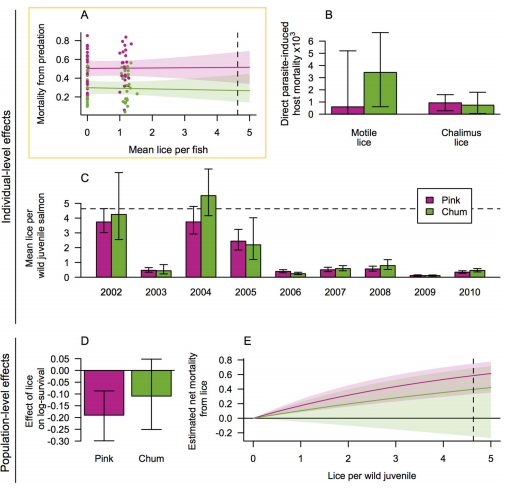 Individual-level effects
A
Mortality from predation
0.8
0.6
0.4
0.2
0 1 2 3 4 5
Mean lice per fish
B
Direct parasite-induced
host mortality x10³
6
5
4
3
2
1
0
Motile
lice
Chalimus
lice
C
Mean lice per
wild juvenile salmon
5
4
3
2
1
0
Pink
Chum
2002 2003 2004 2005 2006 2007 2008 2009 2010
Population-level effects
D
Effect of lice
on log-survival
0.05
0.00
-0.05
-0.10
-0.15
-0.20
-0.25
-0.30
Pink Chum
E
Estimated net mortality
from lice
0.8
0.6
0.4
0.2
0.0
-0.2
0 1 2 3 4 5
Lice per wild juvenile